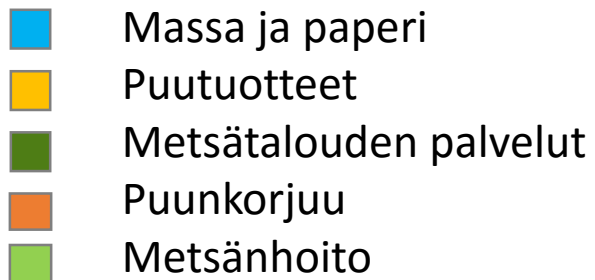 Massa ja paperi
Puutuotteet
Metsätalouden palvelut
Puunkorjuu
Metsänhoito